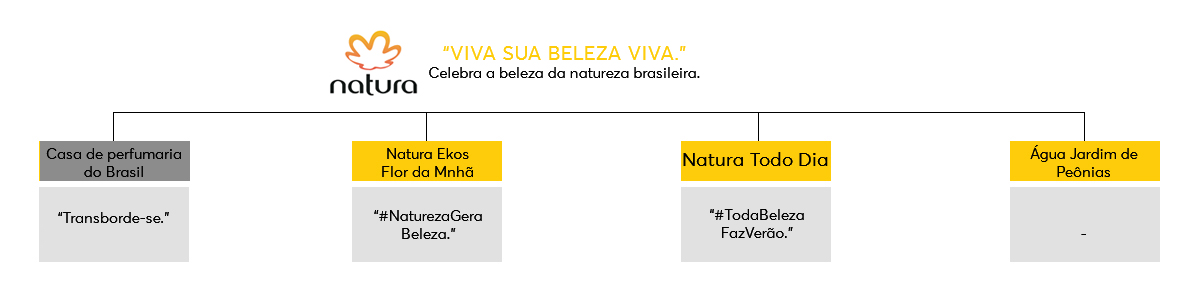 natura
“VIVA SUA BELEZA VIVA.”
Celebra a beleza da natureza brasileira.
Casa de perfumaria
do Brasil
“Transborde-se.”
Natura Ekos
Flor da Mnhã
“#NaturezaGera
Beleza.”
Natura Todo Dia
“#TodaBeleza
FazVerão.”
Água Jardim de
Peônias
-